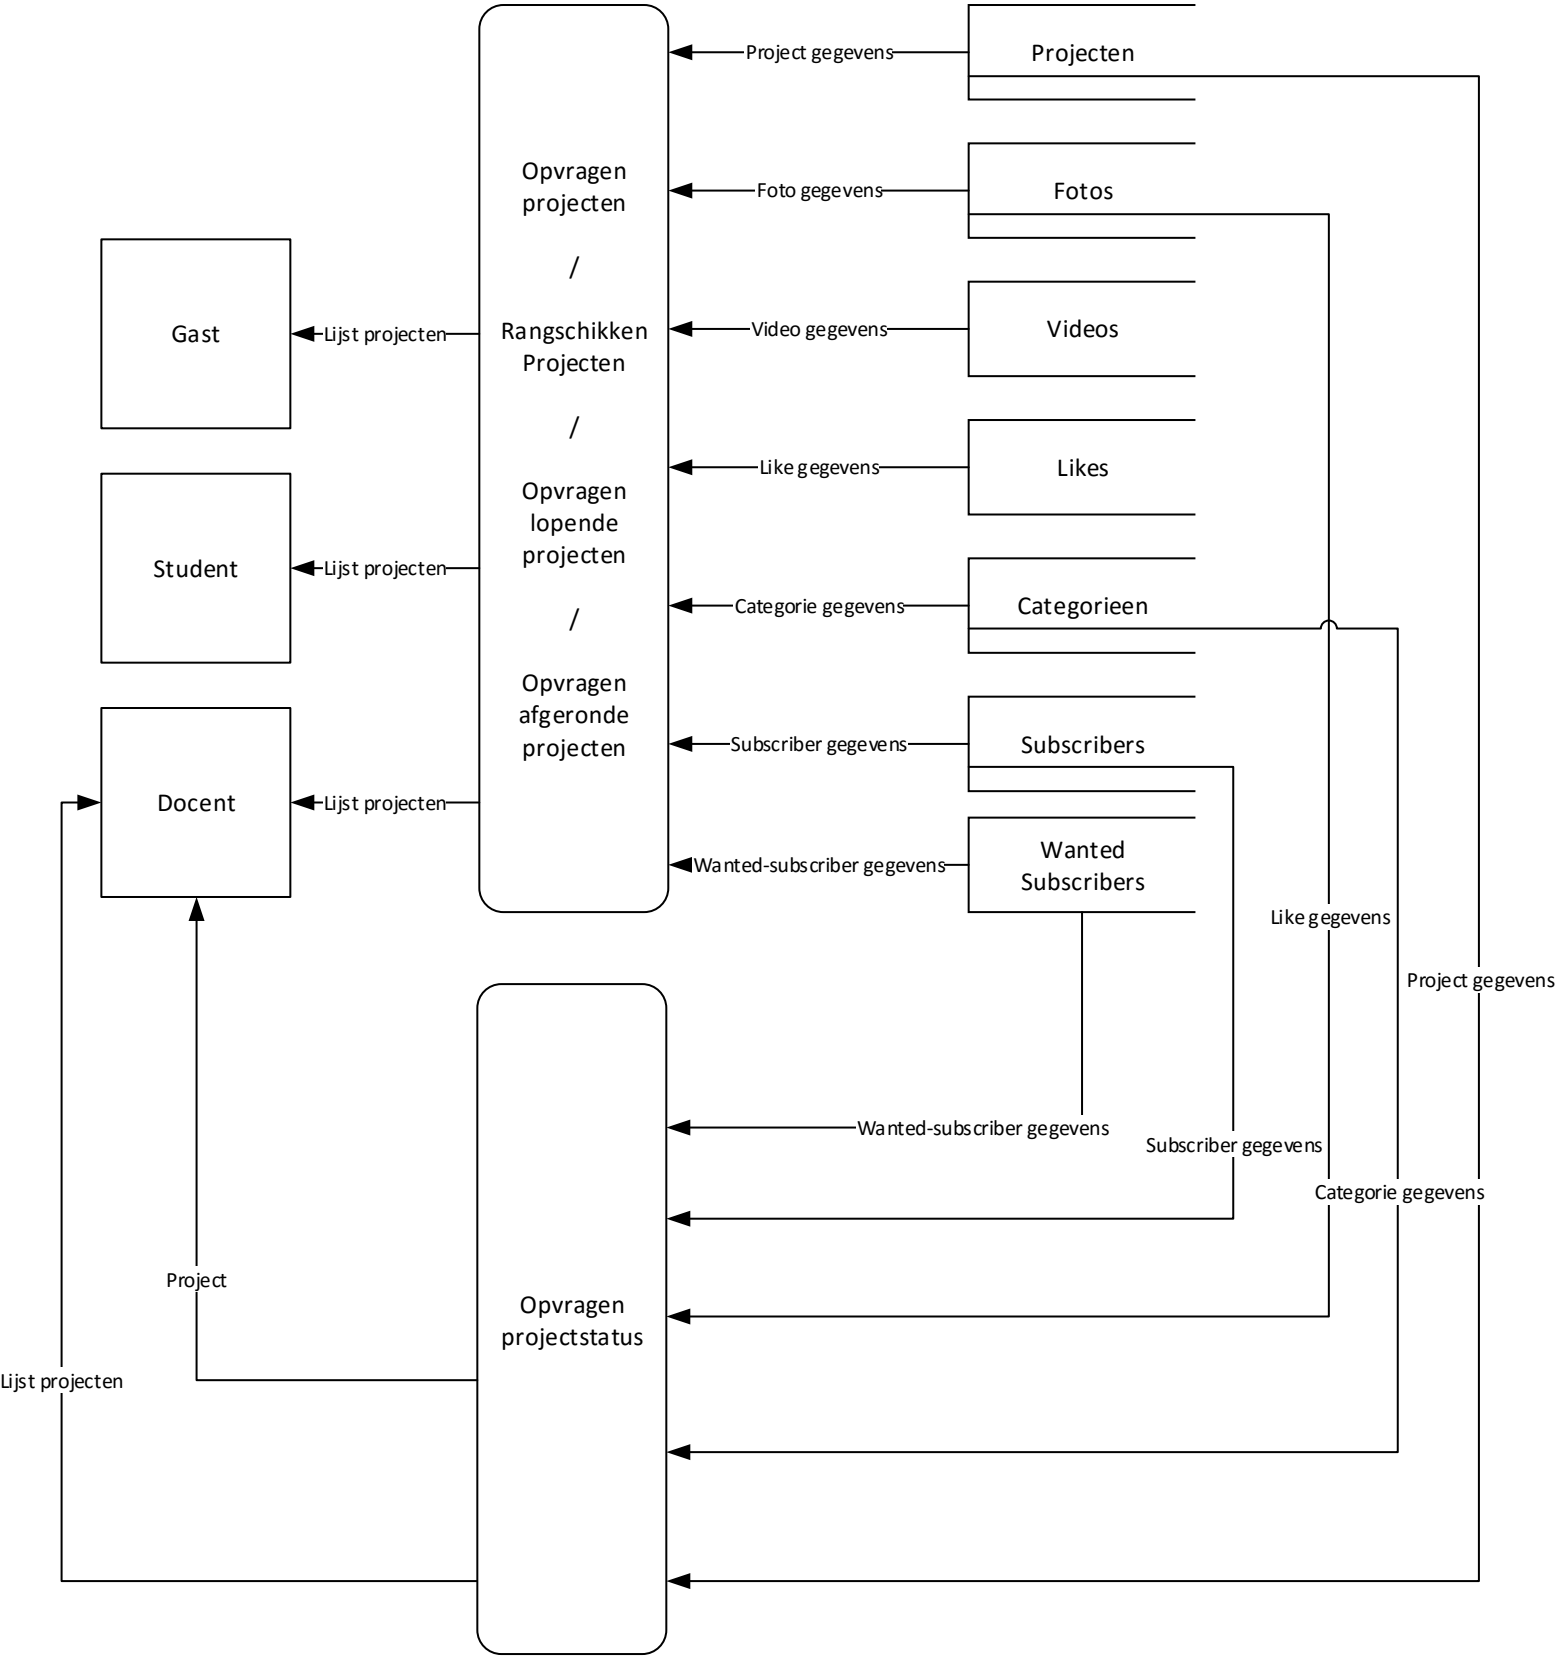 Project gegevens
Projecten
Opvragen
projecten
/
Rangschikken
Projecten
/
Opvragen
lopende
projecten
/
Opvragen
afgeronde
projecten
Foto gegevens
Fotos
Video gegevens
Videos
Like gegevens
Likes
Categorie gegevens
Categorieen
Subscriber gegevens
Subscribers
Wanted-subscriber gegevens
Wanted
Subscribers
Gast
Lijst projecten
Student
Lijst projecten
Docent
Lijst projecten
Like gegevens
Project gegevens
Wanted-subscriber gegevens
Subscriber gegevens
Categorie gegevens
Project
Opvragen
projectstatus
Lijst projecten